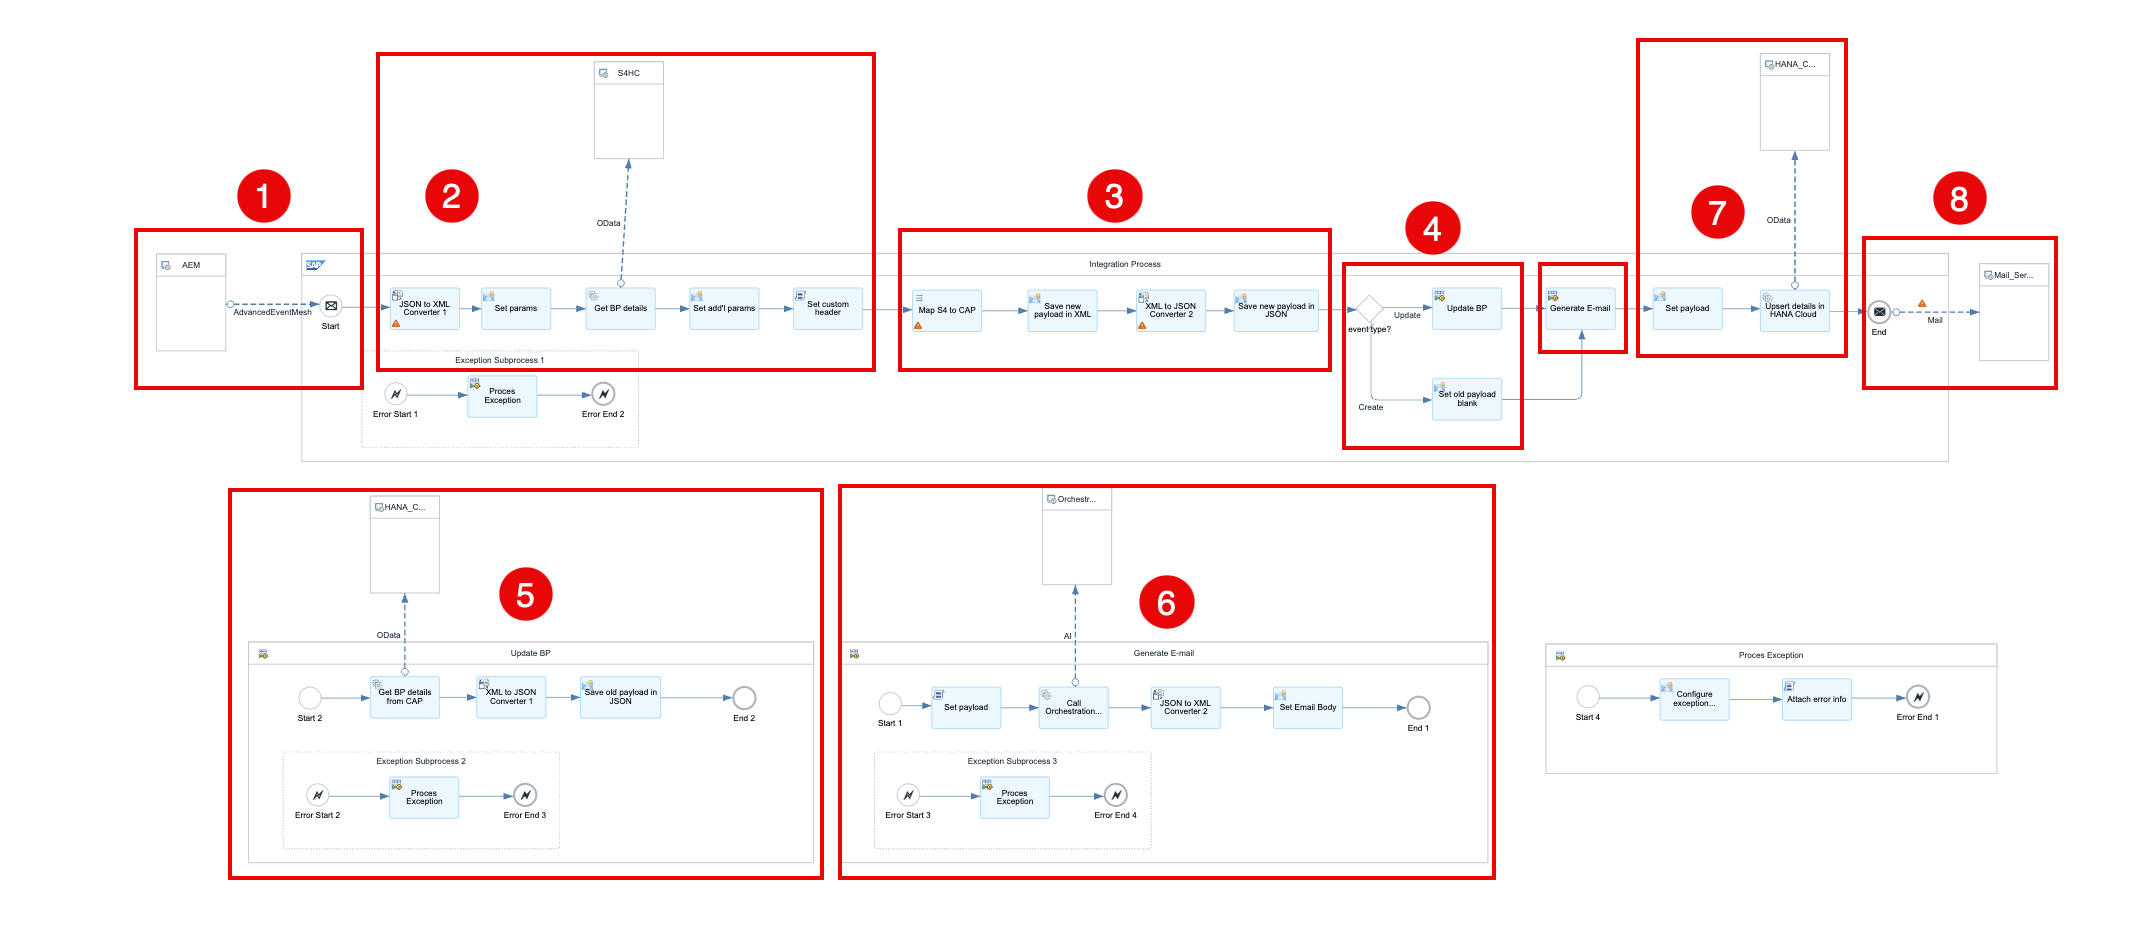 1
2
3
4
7
8
S4HC
HANA_C...
OData
OData
AEM
SAP
Integration Process
Mail_Ser...
AdvancedEventMesh
Start
JSON to XML
Converter 1
Set params
Get BP details
Set add'l params
Set custom
header
Map S4 to CAP
Save new
payload in XML
XML to JSON
Converter 2
Save new payload in
JSON
event type?
Update
Create
Update BP
Set old payload
blank
Generate E-mail
Set payload
Upsert details in
HANA Cloud
End
Mail
Exception Subprocess 1
Error Start 1
Proces
Exception
Error End 2
5
HANA_C...
OData
Update BP
Start 2
Get BP details
from CAP
XML to JSON
Converter 1
Save old payload in
JSON
End 2
Exception Subprocess 2
Error Start 2
Proces
Exception
Error End 3
6
Orchestr...
AI
Generate E-mail
Start 1
Set payload
Call
Orchestration...
JSON to XML
Converter 2
Set Email Body
End 1
Exception Subprocess 3
Error Start 3
Proces
Exception
Error End 4
Proces Exception
Start 4
Configure
exception...
Attach error info
Error End 1